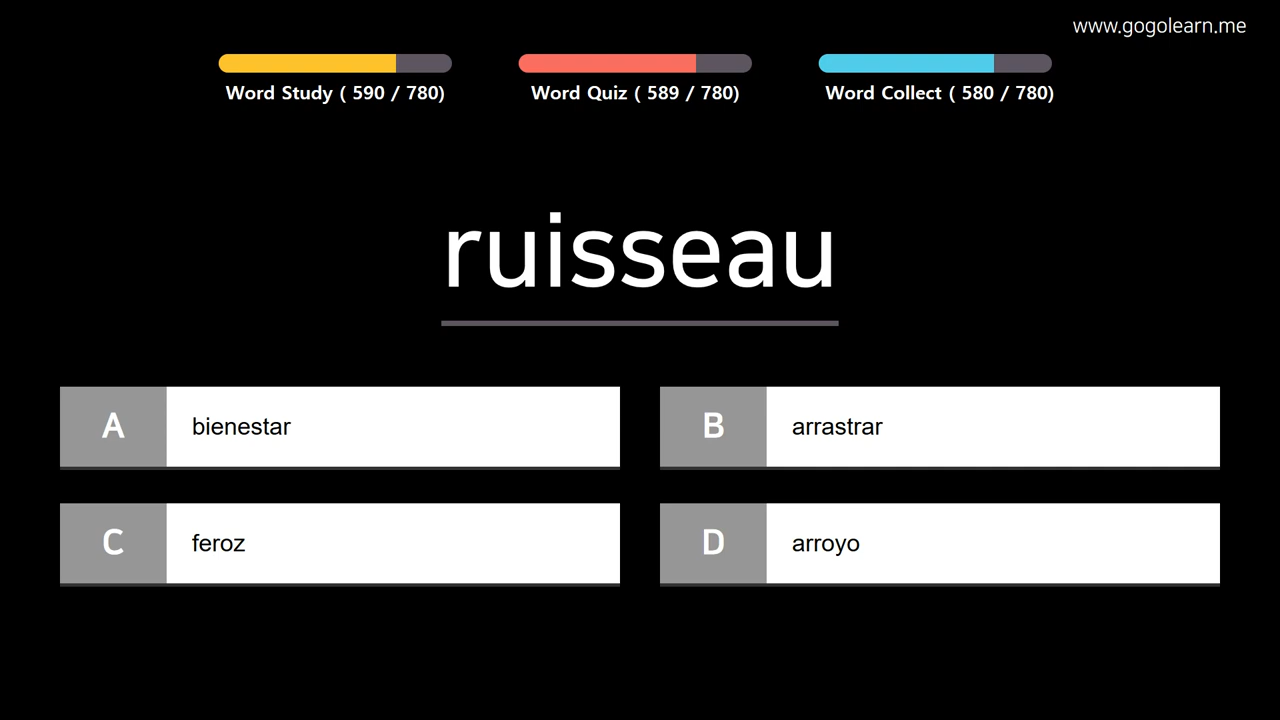 www.gogolearn.me
Word Study ( 590 / 780)
Word Quiz ( 589 / 780)
Word Collect ( 580 / 780)
ruisseau
A bienestar
B arrastrar
C feroz
D arroyo